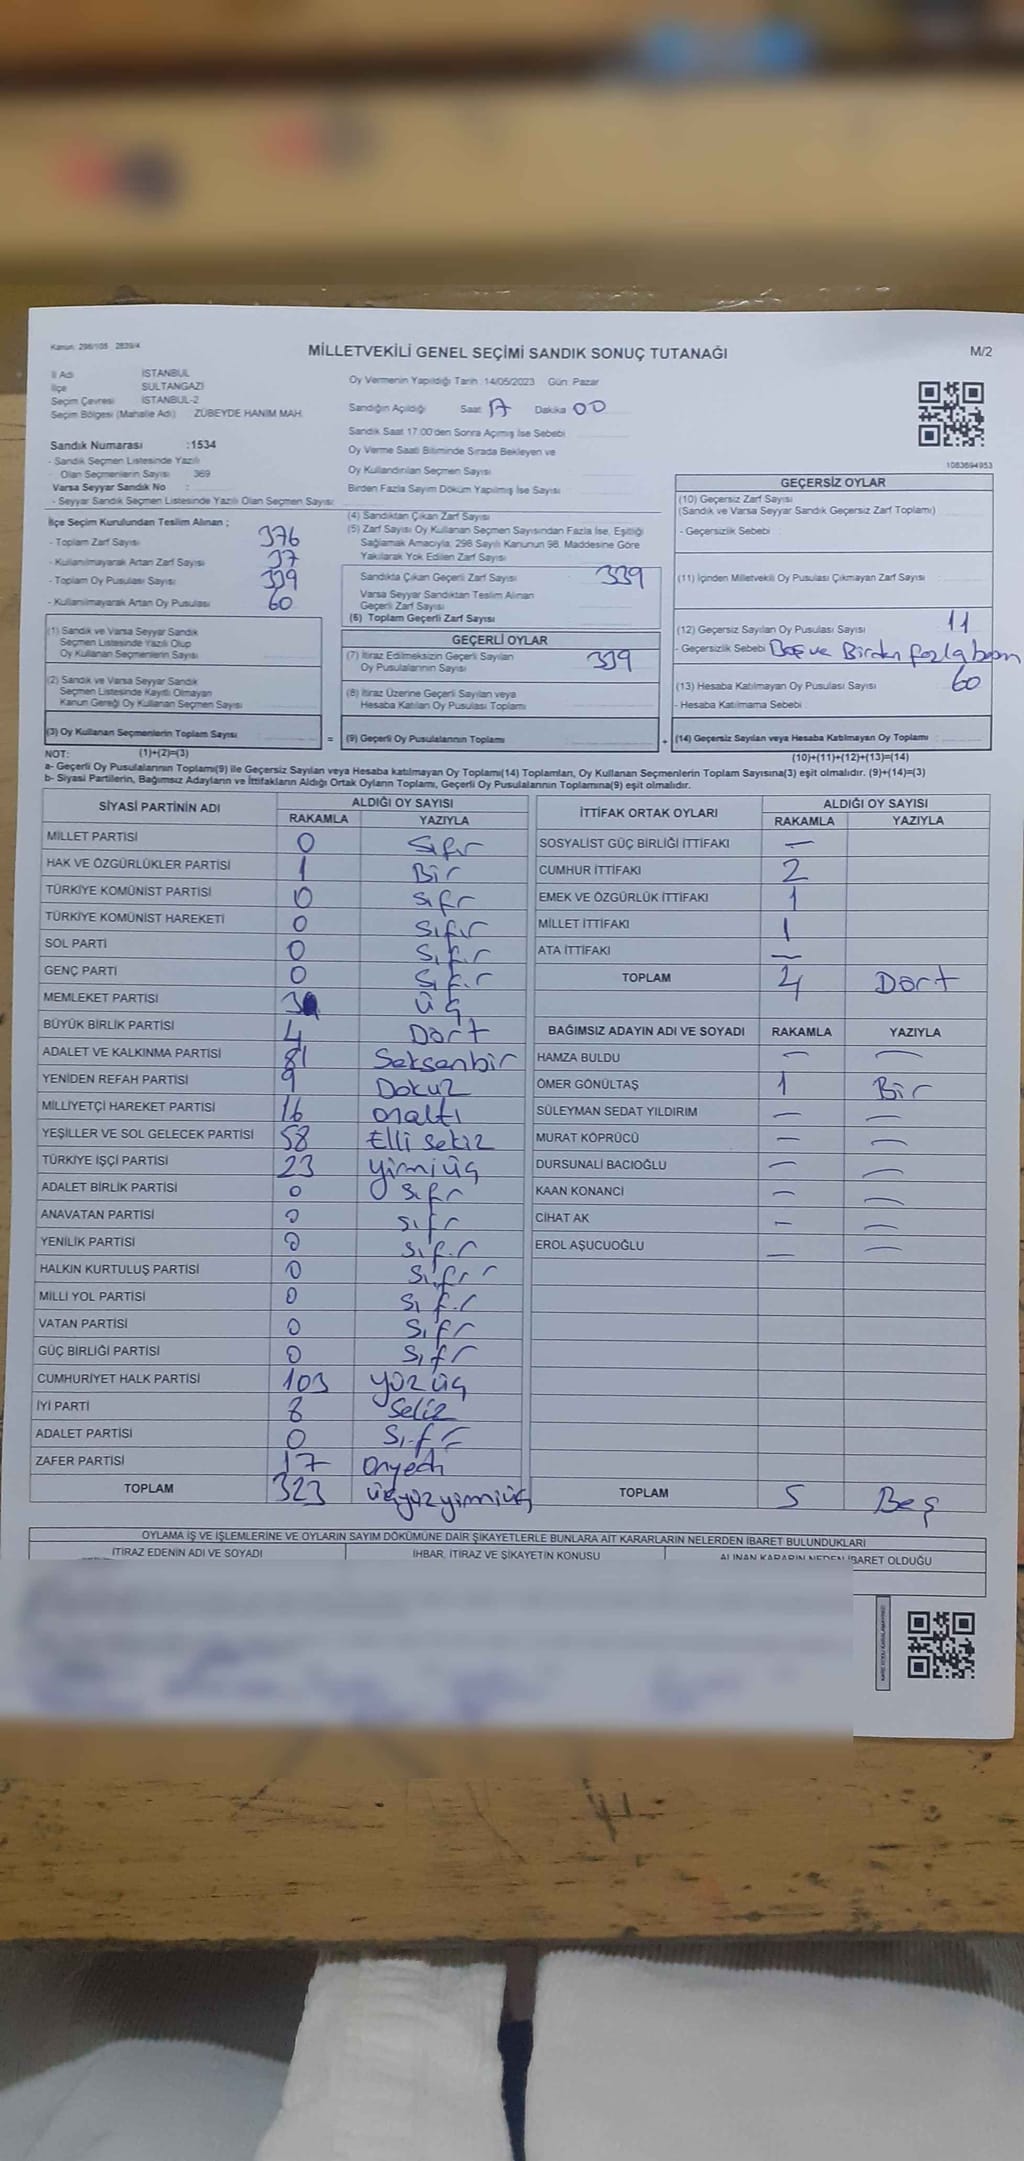 Kanun: 298/105 2839/4
MİLLETVEKİLİ GENEL SEÇİMİ SANDIK SONUÇ TUTANAĞI
M/2
İl Adı İSTANBUL
İlçe SULTANGAZİ
Seçim Çevresi İSTANBUL-2
Seçim Bölgesi (Mahalle Adı) ZÜBEYDE HANIM MAH.
Oy Vermenin Yapıldığı Tarih: 14/05/2023 Gün: Pazar
Sandığın Açıldığı Saat 17 Dakika 00
Sandık Saat 17:00'den Sonra Açılmış İse Sebebi
Oy Verme Saati Bitiminde Sırada Bekleyen ve
Oy Kullandırılan Seçmen Sayısı
Birden Fazla Sayım Döküm Yapılmış İse Sayısı
1083694953
Sandık Numarası :1534
- Sandık Seçmen Listesinde Yazılı
Olan Seçmenlerin Sayısı 369
Varsa Seyyar Sandık No :
- Seyyar Sandık Seçmen Listesinde Yazılı Olan Seçmen Sayısı
İlçe Seçim Kurulundan Teslim Alınan ;
- Toplam Zarf Sayısı 376
- Kullanılmayarak Artan Zarf Sayısı 37
- Toplam Oy Pusulası Sayısı 339
- Kullanılmayarak Artan Oy Pusulası 60
(1) Sandık ve Varsa Seyyar Sandık
Seçmen Listesinde Yazılı Olup
Oy Kullanan Seçmenlerin Sayısı
(2) Sandık ve Varsa Seyyar Sandık
Seçmen Listesinde Kayıtlı Olmayan
Kanun Gereği Oy Kullanan Seçmen Sayısı
(3) Oy Kullanan Seçmenlerin Toplam Sayısı
(4) Sandıktan Çıkan Zarf Sayısı
(5) Zarf Sayısı Oy Kullanan Seçmen Sayısından Fazla İse, Eşitliği
Sağlamak Amacıyla, 298 Sayılı Kanunun 98. Maddesine Göre
Yakılarak Yok Edilen Zarf Sayısı
Sandıkta Çıkan Geçerli Zarf Sayısı 339
Varsa Seyyar Sandıktan Teslim Alınan
Geçerli Zarf Sayısı
(6) Toplam Geçerli Zarf Sayısı
GEÇERLİ OYLAR
(7) İtiraz Edilmeksizin Geçerli Sayılan
Oy Pusulalarının Sayısı 339
(8) İtiraz Üzerine Geçerli Sayılan veya
Hesaba Katılan Oy Pusulası Toplamı
= (9) Geçerli Oy Pusulalarının Toplamı
GEÇERSİZ OYLAR
(10) Geçersiz Zarf Sayısı
(Sandık ve Varsa Seyyar Sandık Geçersiz Zarf Toplamı)
- Geçersizlik Sebebi
(11) İçinden Milletvekili Oy Pusulası Çıkmayan Zarf Sayısı
(12) Geçersiz Sayılan Oy Pusulası Sayısı 11
- Geçersizlik Sebebi Boş ve Birden fazla basım
(13) Hesaba Katılmayan Oy Pusulası Sayısı 60
- Hesaba Katılmama Sebebi
+ (14) Geçersiz Sayılan veya Hesaba Katılmayan Oy Toplamı
NOT: (1)+(2)=(3)
(10)+(11)+(12)+(13)=(14)
a- Geçerli Oy Pusulalarının Toplamı(9) ile Geçersiz Sayılan veya Hesaba katılmayan Oy Toplamı(14) Toplamları, Oy Kullanan Seçmenlerin Toplam Sayısına(3) eşit olmalıdır. (9)+(14)=(3)
b- Siyasi Partilerin, Bağımsız Adayların ve İttifakların Aldığı Ortak Oyların Toplamı, Geçerli Oy Pusulalarının Toplamına(9) eşit olmalıdır.
SİYASİ PARTİNİN ADI ALDIĞI OY SAYISI
RAKAMLA YAZIYLA
MİLLET PARTİSİ 0 Sıfır
HAK VE ÖZGÜRLÜKLER PARTİSİ 1 Bir
TÜRKİYE KOMÜNİST PARTİSİ 0 Sıfır
TÜRKİYE KOMÜNİST HAREKETİ 0 Sıfır
SOL PARTİ 0 Sıfır
GENÇ PARTİ 0 Sıfır
MEMLEKET PARTİSİ 3 üç
BÜYÜK BİRLİK PARTİSİ 4 Dört
ADALET VE KALKINMA PARTİSİ 81 Seksenbir
YENİDEN REFAH PARTİSİ 9 Dokuz
MİLLİYETÇİ HAREKET PARTİSİ 16 onaltı
YEŞİLLER VE SOL GELECEK PARTİSİ 58 Elli sekiz
TÜRKİYE İŞÇİ PARTİSİ 23 yirmiüç
ADALET BİRLİK PARTİSİ 0 sıfır
ANAVATAN PARTİSİ 0 sıfır
YENİLİK PARTİSİ 0 sıfır
HALKIN KURTULUŞ PARTİSİ 0 sıfır
MİLLİ YOL PARTİSİ 0 sıfır
VATAN PARTİSİ 0 sıfır
GÜÇ BİRLİĞİ PARTİSİ 0 sıfır
CUMHURİYET HALK PARTİSİ 103 yüz üç
İYİ PARTİ 8 Sekiz
ADALET PARTİSİ 0 Sıfır
ZAFER PARTİSİ 17 Onyedi
TOPLAM 323 üçyüzyirmiüç
İTTİFAK ORTAK OYLARI ALDIĞI OY SAYISI
RAKAMLA YAZIYLA
SOSYALİST GÜÇ BİRLİĞİ İTTİFAKI —
CUMHUR İTTİFAKI 2
EMEK VE ÖZGÜRLÜK İTTİFAKI 1
MİLLET İTTİFAKI 1
ATA İTTİFAKI —
TOPLAM 4 Dört
BAĞIMSIZ ADAYIN ADI VE SOYADI RAKAMLA YAZIYLA
HAMZA BULDU — —
ÖMER GÖNÜLTAŞ 1 Bir
SÜLEYMAN SEDAT YILDIRIM — —
MURAT KÖPRÜCÜ — —
DURSUNALİ BACIOĞLU — —
KAAN KONANCI — —
CİHAT AK — —
EROL AŞUCUOĞLU — —
TOPLAM 5 Beş
OYLAMA İŞ VE İŞLEMLERİNE VE OYLARIN SAYIM DÖKÜMÜNE DAİR ŞİKAYETLERLE BUNLARA AİT KARARLARIN NELERDEN İBARET BULUNDUKLARI
İTİRAZ EDENİN ADI VE SOYADI İHBAR, İTİRAZ VE ŞİKAYETİN KONUSU ALINAN KARARIN NEDEN İBARET OLDUĞU